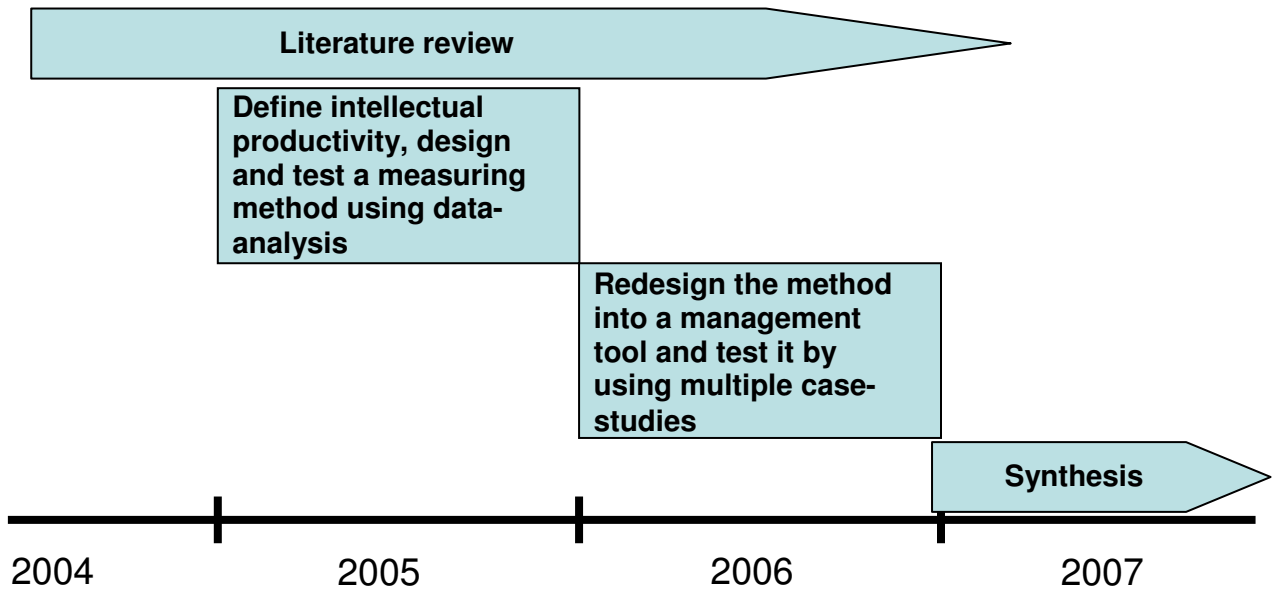 Literature review
Define intellectual
productivity, design
and test a measuring
method using data-
analysis
Redesign the method
into a management
tool and test it by
using multiple case-
studies
Synthesis
2004
2005
2006
2007